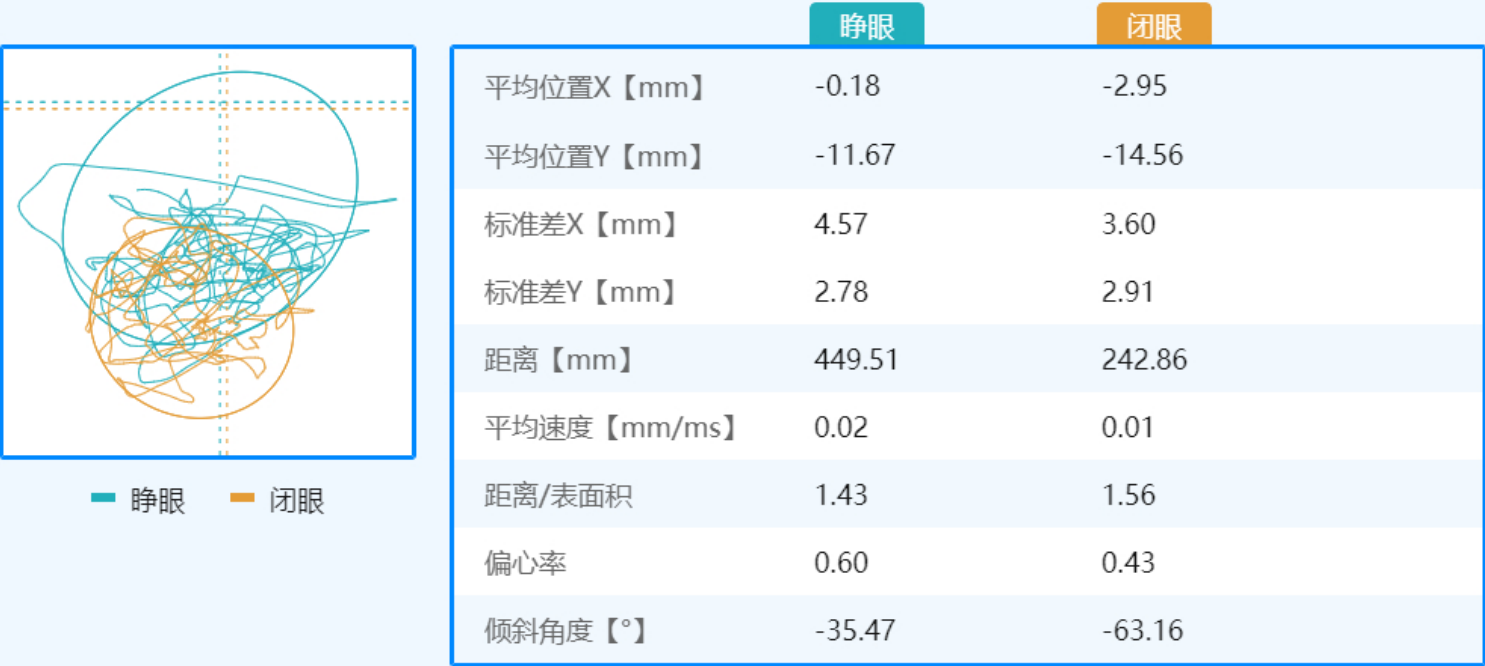 睁眼 闭眼
平均位置X【mm】 -0.18 -2.95
平均位置Y【mm】 -11.67 -14.56
标准差X【mm】 4.57 3.60
标准差Y【mm】 2.78 2.91
距离【mm】 449.51 242.86
平均速度【mm/ms】 0.02 0.01
距离/表面积 1.43 1.56
偏心率 0.60 0.43
倾斜角度【°】 -35.47 -63.16
睁眼 闭眼